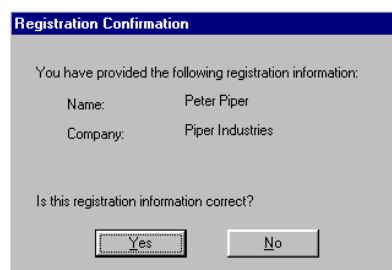 Registration Confirmation
You have provided the following registration information:
Name: Peter Piper
Company: Piper Industries
Is this registration information correct?
Yes No